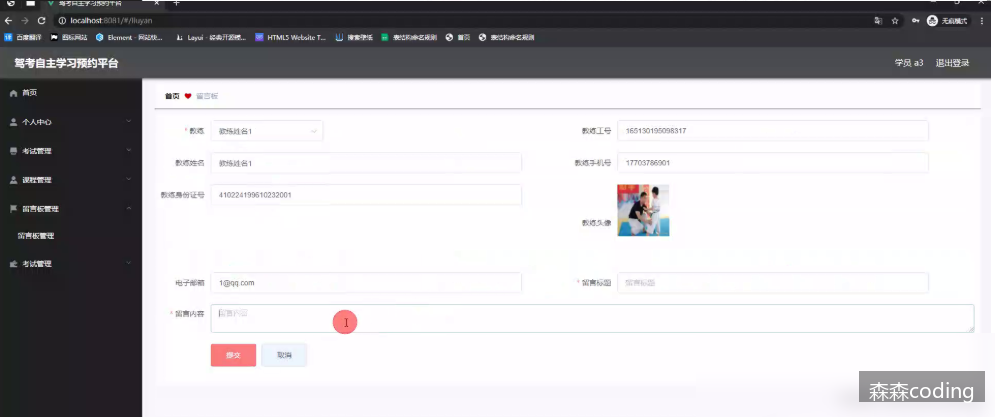 驾考自主学习预约平台
localhost:8081/#/liuyan
无痕模式
百度翻译
图标网站
Element - 网站快...
Layui - 经典开源模...
HTML5 Website T...
搜索壁纸
表结构命名规则
首页
表结构命名规则
驾考自主学习预约平台
学员 a3
退出登录
首页
个人中心
考试管理
课程管理
留言板管理
留言板管理
考试管理
首页
留言板
* 教练
教练姓名1
教练工号
165130195098317
教练姓名
教练姓名1
教练手机号
17703786901
教练身份证号
410224199610232001
教练头像
电子邮箱
1@qq.com
* 留言标题
留言标题
* 留言内容
留言内容
提交
取消
森森coding